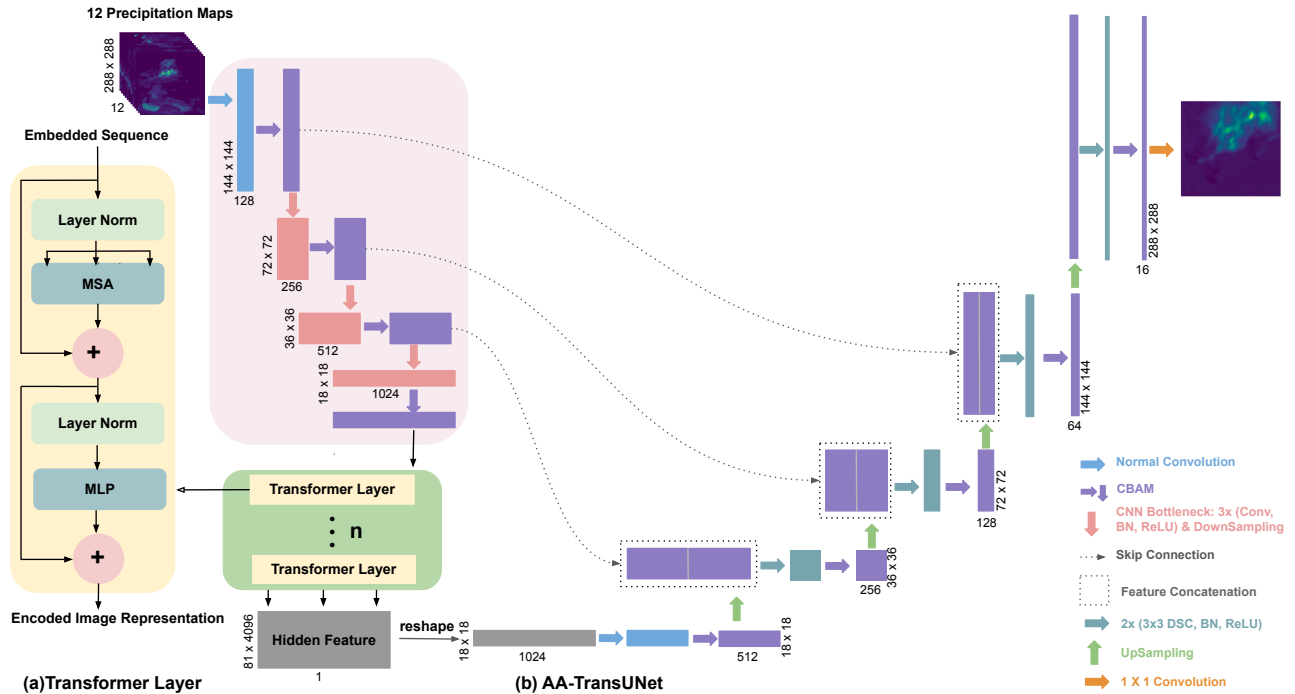 12 Precipitation Maps
288 x 288
12
Embedded Sequence
Layer Norm
MSA
+
Layer Norm
MLP
+
Encoded Image Representation
(a)Transformer Layer
144 x 144
128
72 x 72
256
36 x 36
512
18 x 18
1024
Transformer Layer
n
Transformer Layer
81 x 4096
Hidden Feature
1
reshape
18 x 18
1024
512
18 x 18
256
36 x 36
128
72 x 72
64
144 x 144
16
288 x 288
(b) AA-TransUNet
Normal Convolution
CBAM
CNN Bottleneck: 3x (Conv,
BN, ReLU) & DownSampling
Skip Connection
Feature Concatenation
2x (3x3 DSC, BN, ReLU)
UpSampling
1 X 1 Convolution